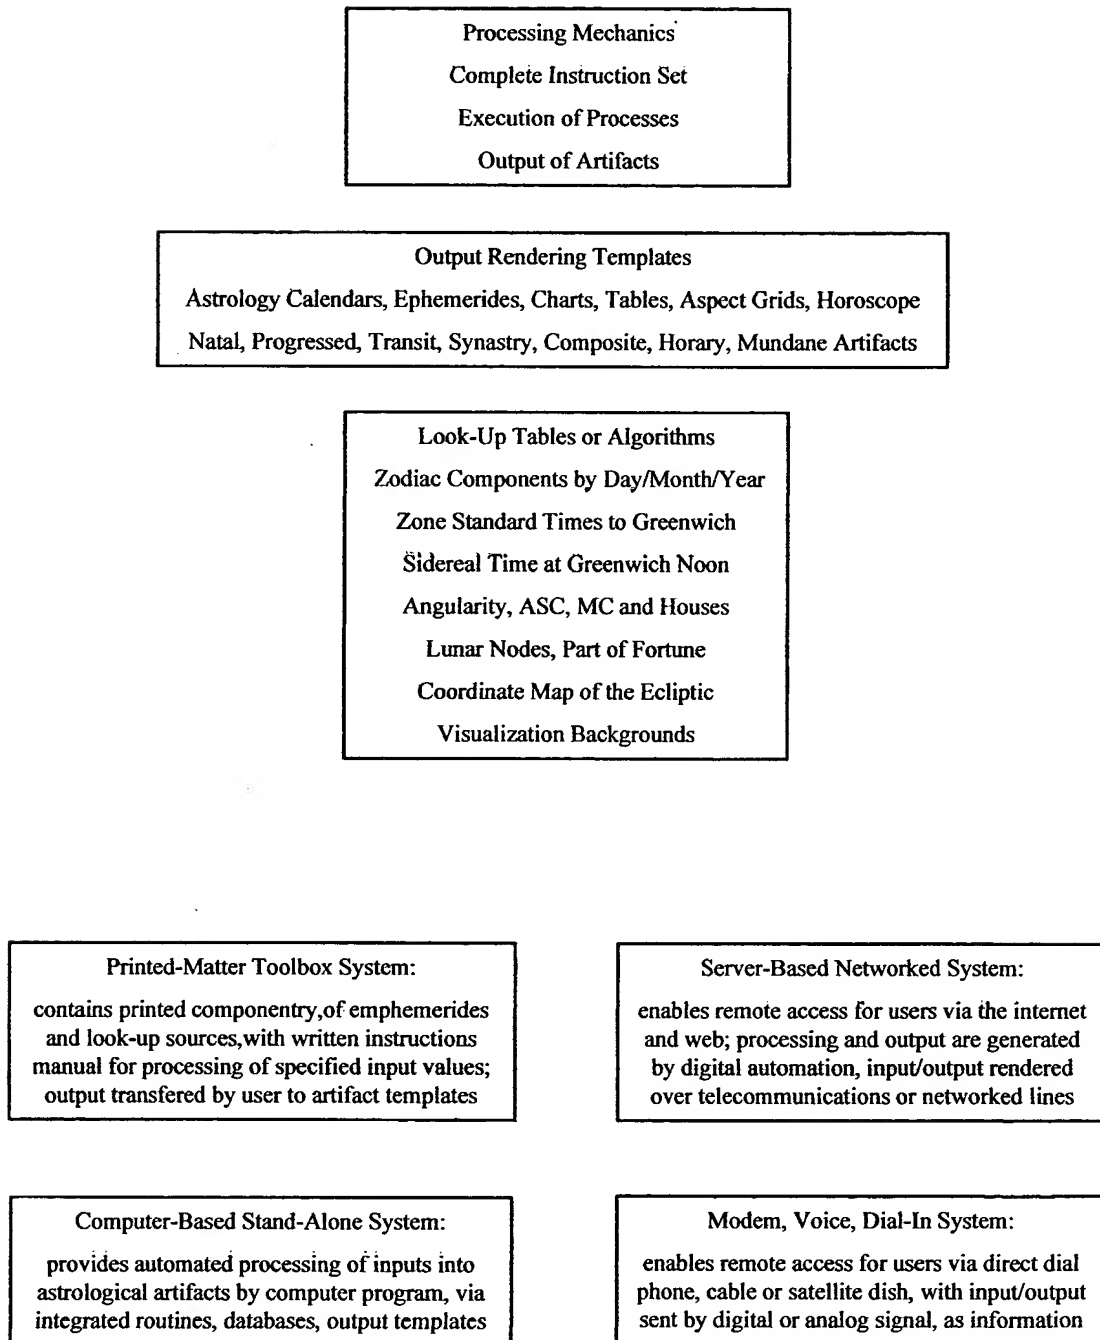 Processing Mechanics
Complete Instruction Set
Execution of Processes
Output of Artifacts
Output Rendering Templates
Astrology Calendars, Ephemerides, Charts, Tables, Aspect Grids, Horoscope
Natal, Progressed, Transit, Synastry, Composite, Horary, Mundane Artifacts
Look-Up Tables or Algorithms
Zodiac Components by Day/Month/Year
Zone Standard Times to Greenwich
Sidereal Time at Greenwich Noon
Angularity, ASC, MC and Houses
Lunar Nodes, Part of Fortune
Coordinate Map of the Ecliptic
Visualization Backgrounds
Printed-Matter Toolbox System:
contains printed componentry,of emphemerides
and look-up sources,with written instructions
manual for processing of specified input values;
output transfered by user to artifact templates
Server-Based Networked System:
enables remote access for users via the internet
and web; processing and output are generated
by digital automation, input/output rendered
over telecommunications or networked lines
Computer-Based Stand-Alone System:
provides automated processing of inputs into
astrological artifacts by computer program, via
integrated routines, databases, output templates
Modem, Voice, Dial-In System:
enables remote access for users via direct dial
phone, cable or satellite dish, with input/output
sent by digital or analog signal, as information